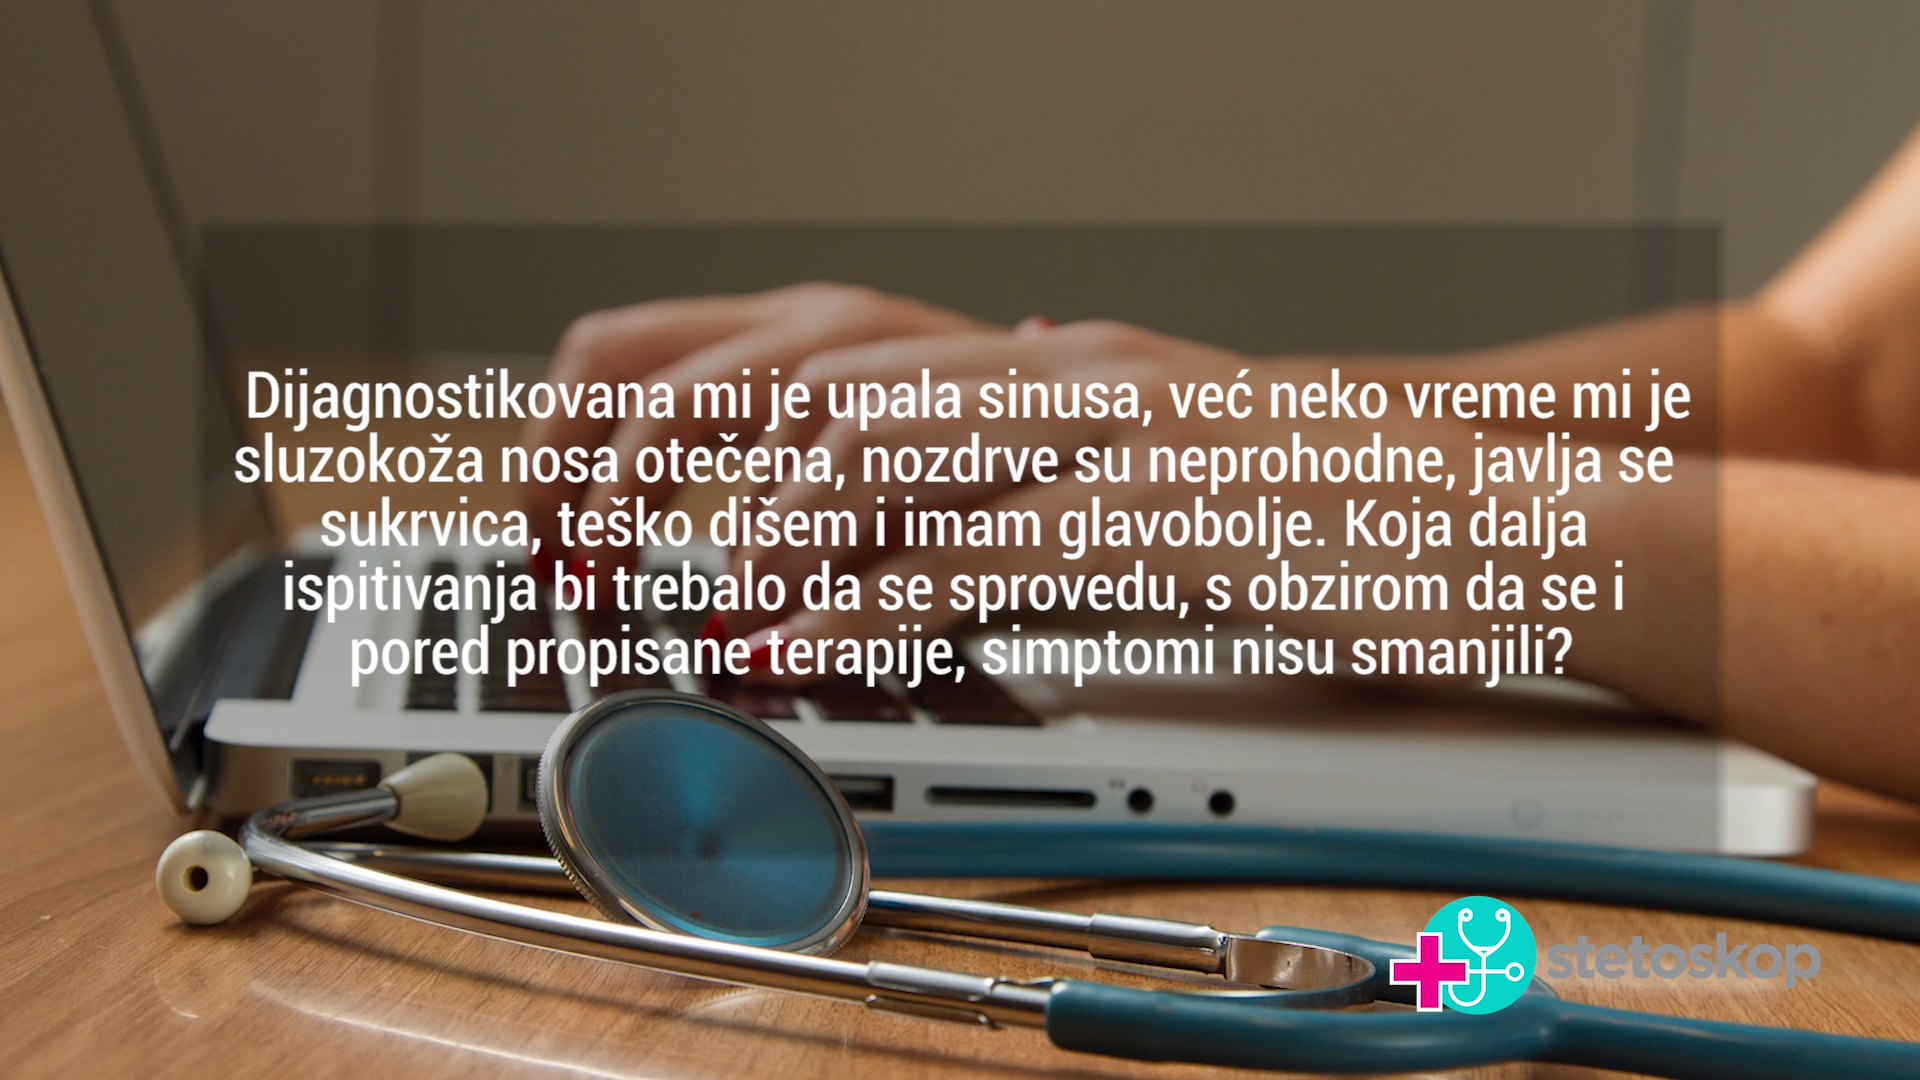 Dijagnostikovana mi je upala sinusa, već neko vreme mi je
sluzokoža nosa otečena, nozdrve su neprohodne, javlja se
sukrvica, teško dišem i imam glavobolje. Koja dalja
ispitivanja bi trebalo da se sprovedu, s obzirom da se i
pored propisane terapije, simptomi nisu smanjili?
stetoskop